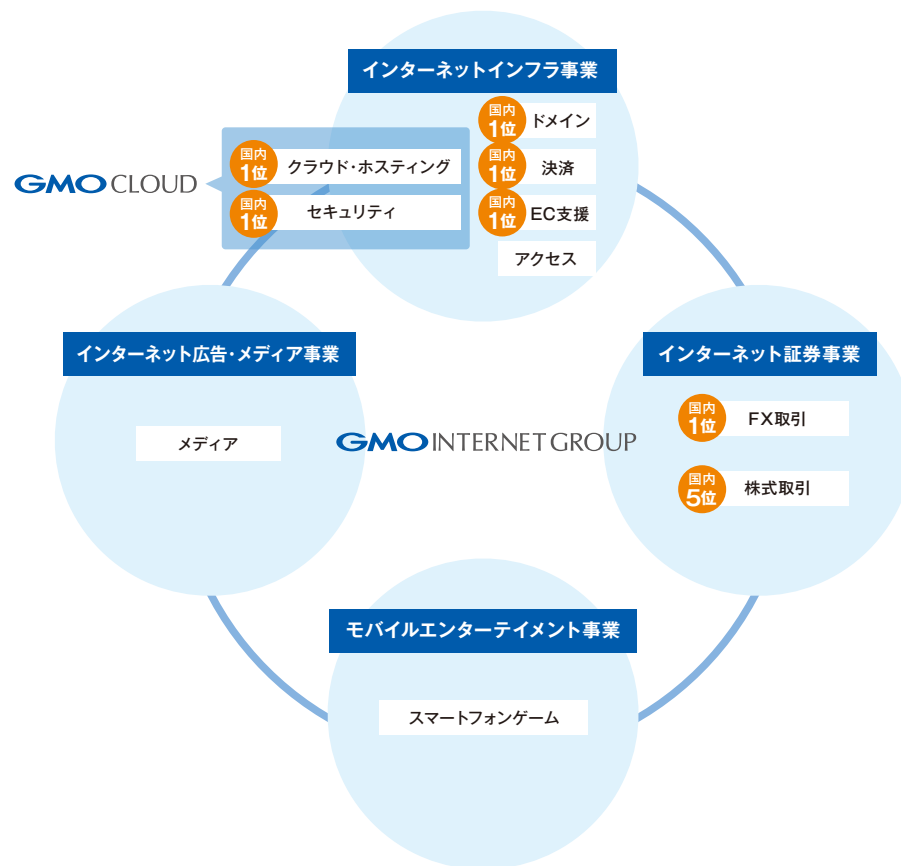 インターネットインフラ事業
国内
1位
ドメイン
国内
1位
決済
国内
1位
EC支援
アクセス
GMO CLOUD
国内
1位
クラウド・ホスティング
国内
1位
セキュリティ
インターネット広告・メディア事業
メディア
GMO INTERNET GROUP
インターネット証券事業
国内
1位
FX取引
国内
5位
株式取引
モバイルエンターテイメント事業
スマートフォンゲーム